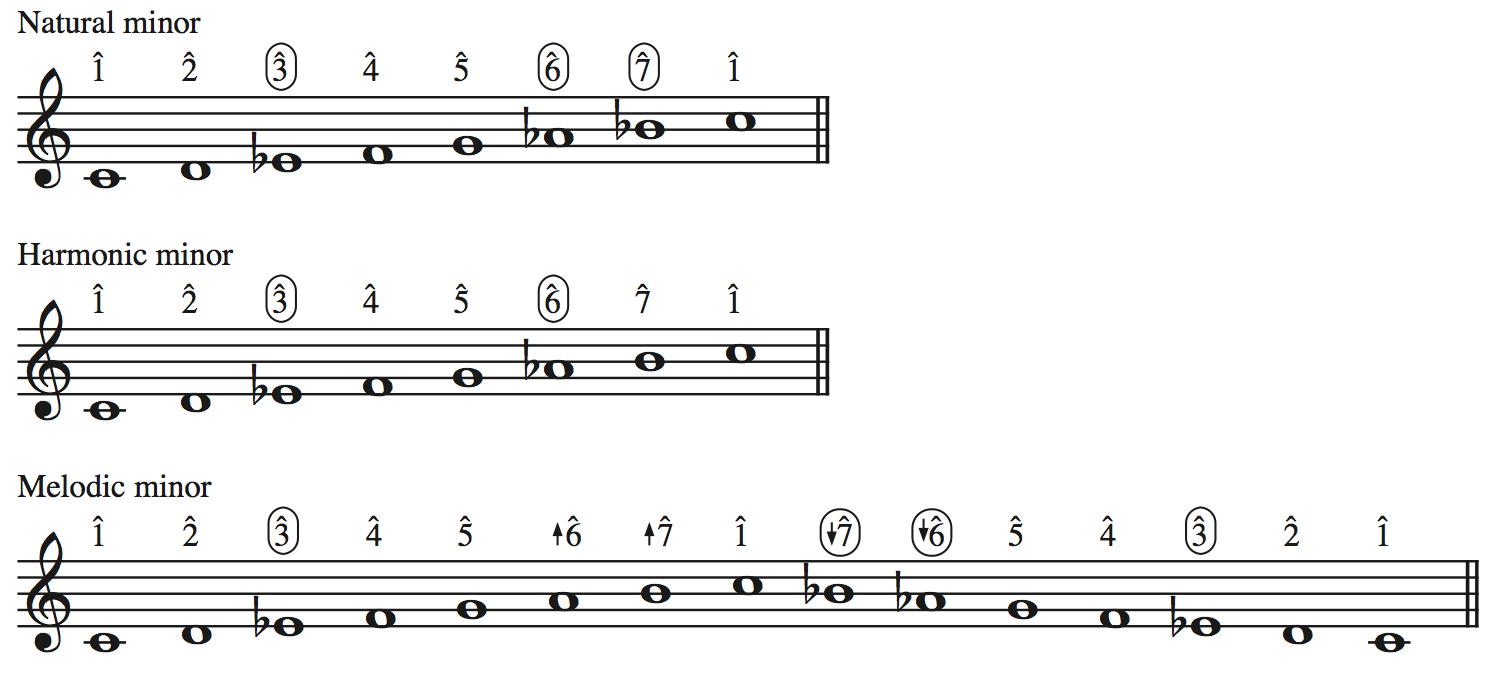 Natural minor
1̂ 2̂ 3̂ 4̂ 5̂ 6̂ 7̂ 1̂
Harmonic minor
1̂ 2̂ 3̂ 4̂ 5̂ 6̂ 7̂ 1̂
Melodic minor
1̂ 2̂ 3̂ 4̂ 5̂ ↑6̂ ↑7̂ 1̂ ↓7̂ ↓6̂ 5̂ 4̂ 3̂ 2̂ 1̂